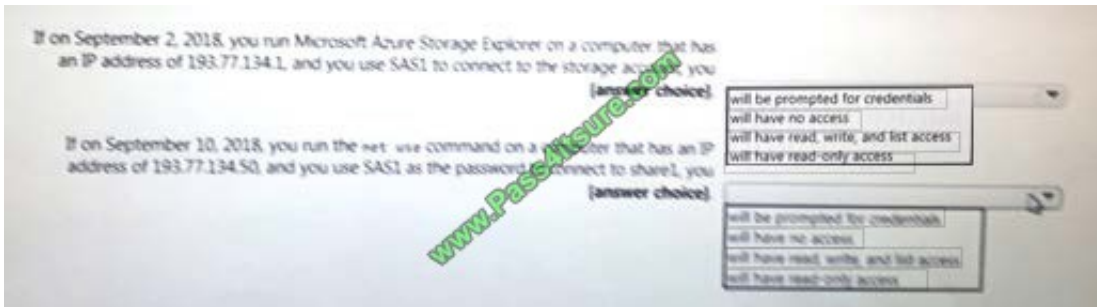 If on September 2, 2018, you run Microsoft Azure Storage Explorer on a computer that has
an IP address of 193.77.134.1, and you use SAS1 to connect to the storage account, you
[answer choice].
will be prompted for credentials
will have no access
will have read, write, and list access
will have read-only access
If on September 10, 2018, you run the net use command on a computer that has an IP
address of 193.77.134.50, and you use SAS1 as the password to connect to share1, you
[answer choice].
will be prompted for credentials
will have no access
will have read, write, and list access
will have read-only access
www.Pass4itsure.com